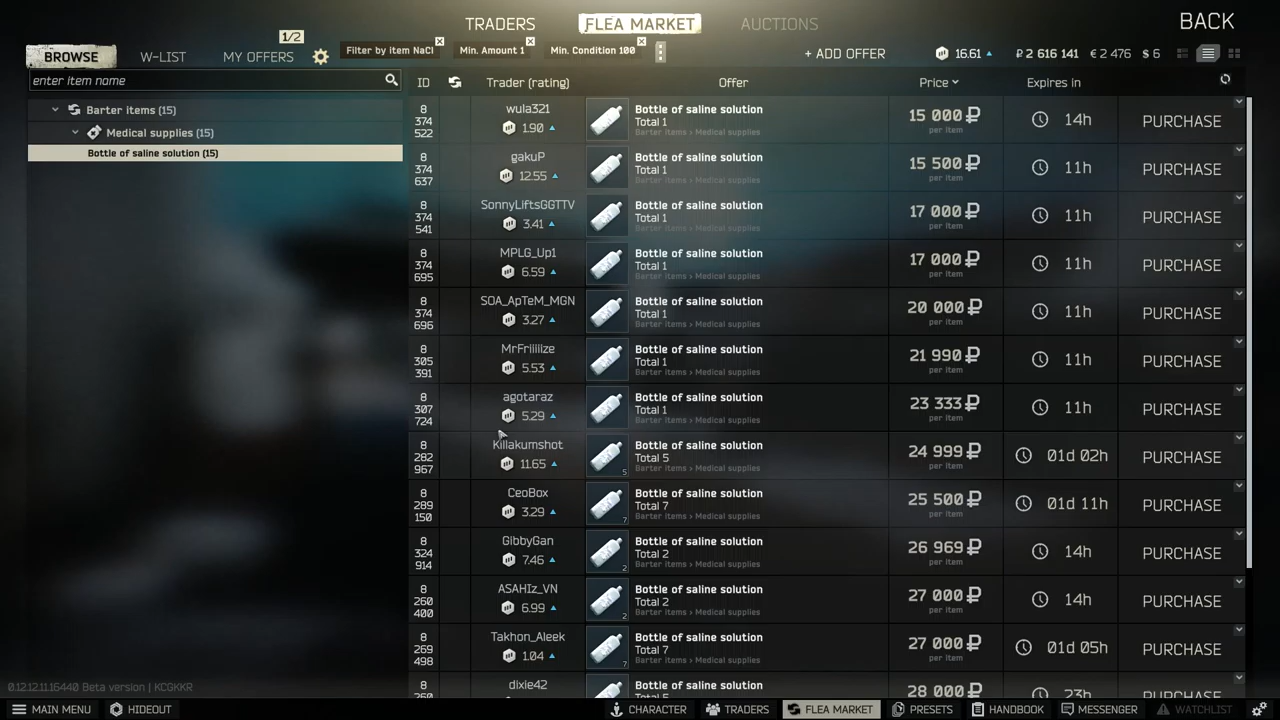 TRADERS
FLEA MARKET
AUCTIONS
BACK
1/2
BROWSE
W-LIST
MY OFFERS
Filter by item NaCl
Min. Amount 1
Min. Condition 100
+ ADD OFFER
16.61
₽ 2 616 141
€ 2 476
$ 6
enter item name
ID
Trader (rating)
Offer
Price
Expires in
Barter items (15)
Medical supplies (15)
Bottle of saline solution (15)
8
374
522
wula321
1.90
Bottle of saline solution
Total 1
Barter items > Medical supplies
15 000 ₽
per item
14h
PURCHASE
8
374
637
gakuP
12.55
Bottle of saline solution
Total 1
Barter items > Medical supplies
15 500 ₽
per item
11h
PURCHASE
8
374
541
SonnyLiftsGGTTV
3.41
Bottle of saline solution
Total 1
Barter items > Medical supplies
17 000 ₽
per item
11h
PURCHASE
8
374
695
MPLG_Up1
6.59
Bottle of saline solution
Total 1
Barter items > Medical supplies
17 000 ₽
per item
11h
PURCHASE
8
374
696
SOA_ApTeM_MGN
3.27
Bottle of saline solution
Total 1
Barter items > Medical supplies
20 000 ₽
per item
11h
PURCHASE
8
305
391
MrFriiiilze
5.53
Bottle of saline solution
Total 1
Barter items > Medical supplies
21 990 ₽
per item
11h
PURCHASE
8
307
724
agotaraz
5.29
Bottle of saline solution
Total 1
Barter items > Medical supplies
23 333 ₽
per item
11h
PURCHASE
8
282
967
Killakumshot
11.65
5
Bottle of saline solution
Total 5
Barter items > Medical supplies
24 999 ₽
per item
01d 02h
PURCHASE
8
289
150
CeoBox
3.29
7
Bottle of saline solution
Total 7
Barter items > Medical supplies
25 500 ₽
per item
01d 11h
PURCHASE
8
324
914
GibbyGan
7.46
2
Bottle of saline solution
Total 2
Barter items > Medical supplies
26 969 ₽
per item
14h
PURCHASE
8
260
400
ASAHIz_VN
6.99
2
Bottle of saline solution
Total 2
Barter items > Medical supplies
27 000 ₽
per item
14h
PURCHASE
8
269
498
Takhon_Aleek
1.04
7
Bottle of saline solution
Total 7
Barter items > Medical supplies
27 000 ₽
per item
01d 05h
PURCHASE
8
dixie42
Bottle of saline solution
28 000 ₽
23h
PURCHASE
0.12.12.11.16440 Beta version | KCGKKR
MAIN MENU
HIDEOUT
CHARACTER
TRADERS
FLEA MARKET
PRESETS
HANDBOOK
MESSENGER
WATCHLIST